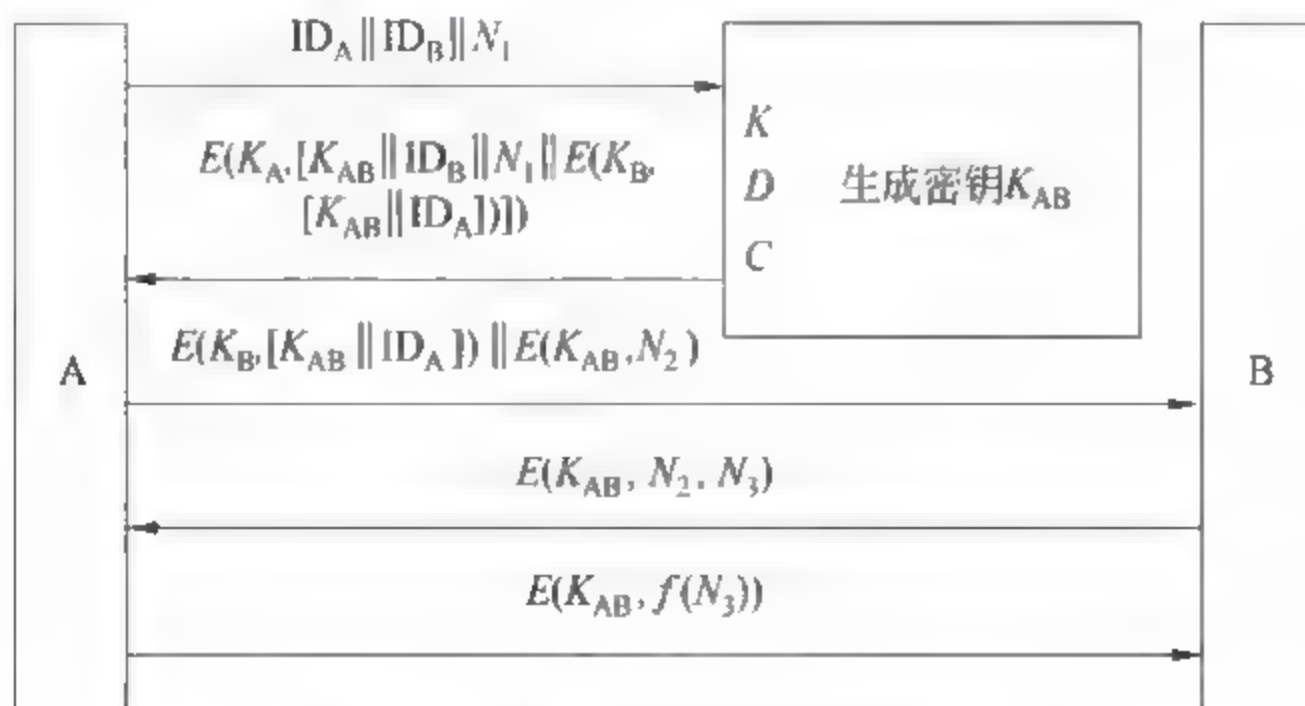 ID_A‖ID_B‖N_1
E(K_A,[K_AB‖ID_B‖N_1‖E(K_B,
[K_AB‖ID_A])])
K
D
C
生成密钥K_AB
E(K_B,[K_AB‖ID_A])‖E(K_AB,N_2)
A
B
E(K_AB, N_2, N_3)
E(K_AB, f(N_3))